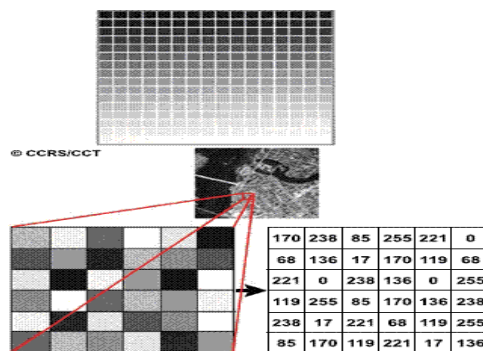 © CCRS/CCT
170 238 85 255 221 0
68 136 17 170 119 68
221 0 238 136 0 255
119 255 85 170 136 238
238 17 221 68 119 255
85 170 119 221 17 136